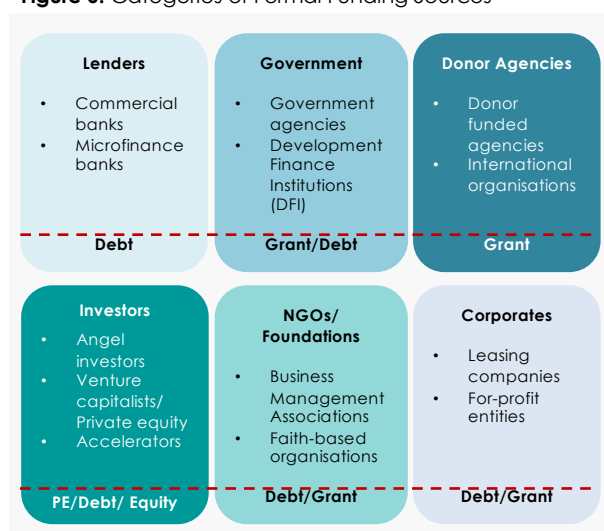 Figure 6: Categories of Formal Funding Sources
Lenders
• Commercial
banks
• Microfinance
banks
Debt
Government
• Government
agencies
• Development
Finance
Institutions
(DFI)
Grant/Debt
Donor Agencies
• Donor
funded
agencies
• International
organisations
Grant
Investors
• Angel
investors
• Venture
capitalists/
Private equity
• Accelerators
PE/Debt/ Equity
NGOs/
Foundations
• Business
Management
Associations
• Faith-based
organisations
Debt/Grant
Corporates
• Leasing
companies
• For-profit
entities
Debt/Grant